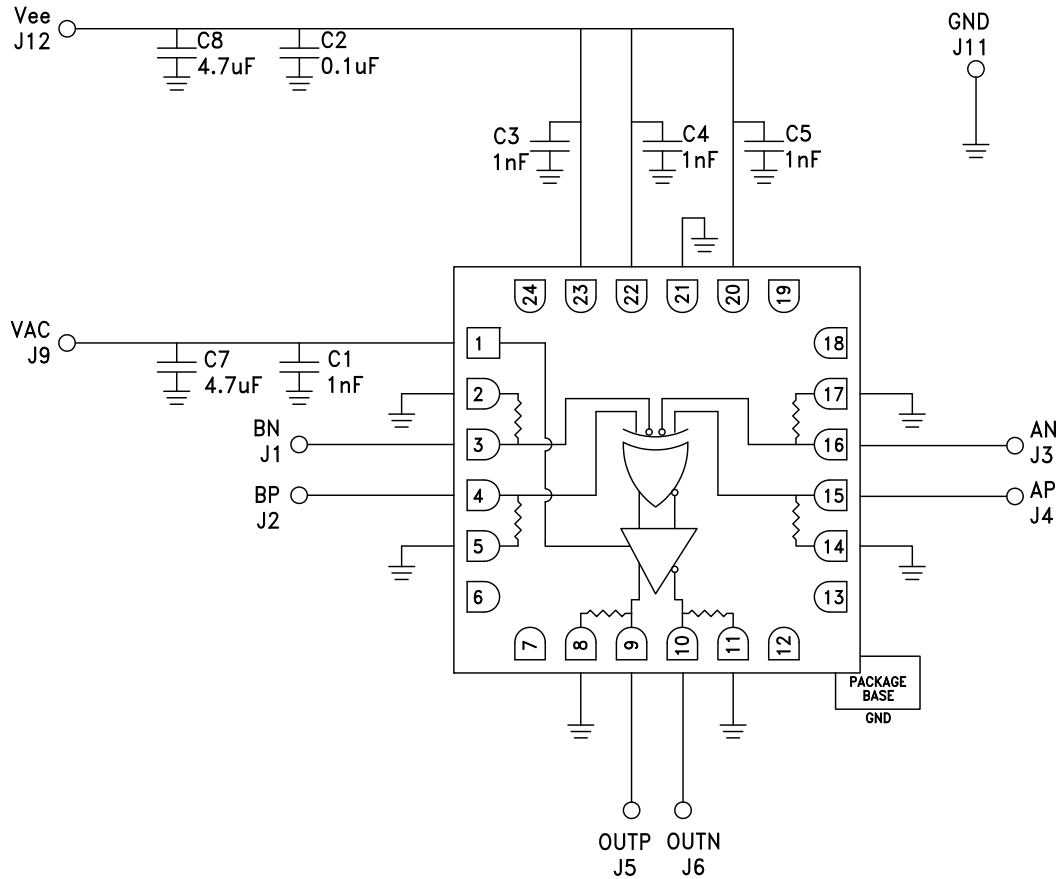 Vee
J12
C8
4.7uF
C2
0.1uF
GND
J11
C3
1nF
C4
1nF
C5
1nF
24
23
22
21
20
19
VAC
J9
C7
4.7uF
C1
1nF
1
18
2
17
BN
J1
3
16
AN
J3
BP
J2
4
15
AP
J4
5
14
6
13
7
8
9
10
11
12
PACKAGE
BASE
GND
OUTP
J5
OUTN
J6